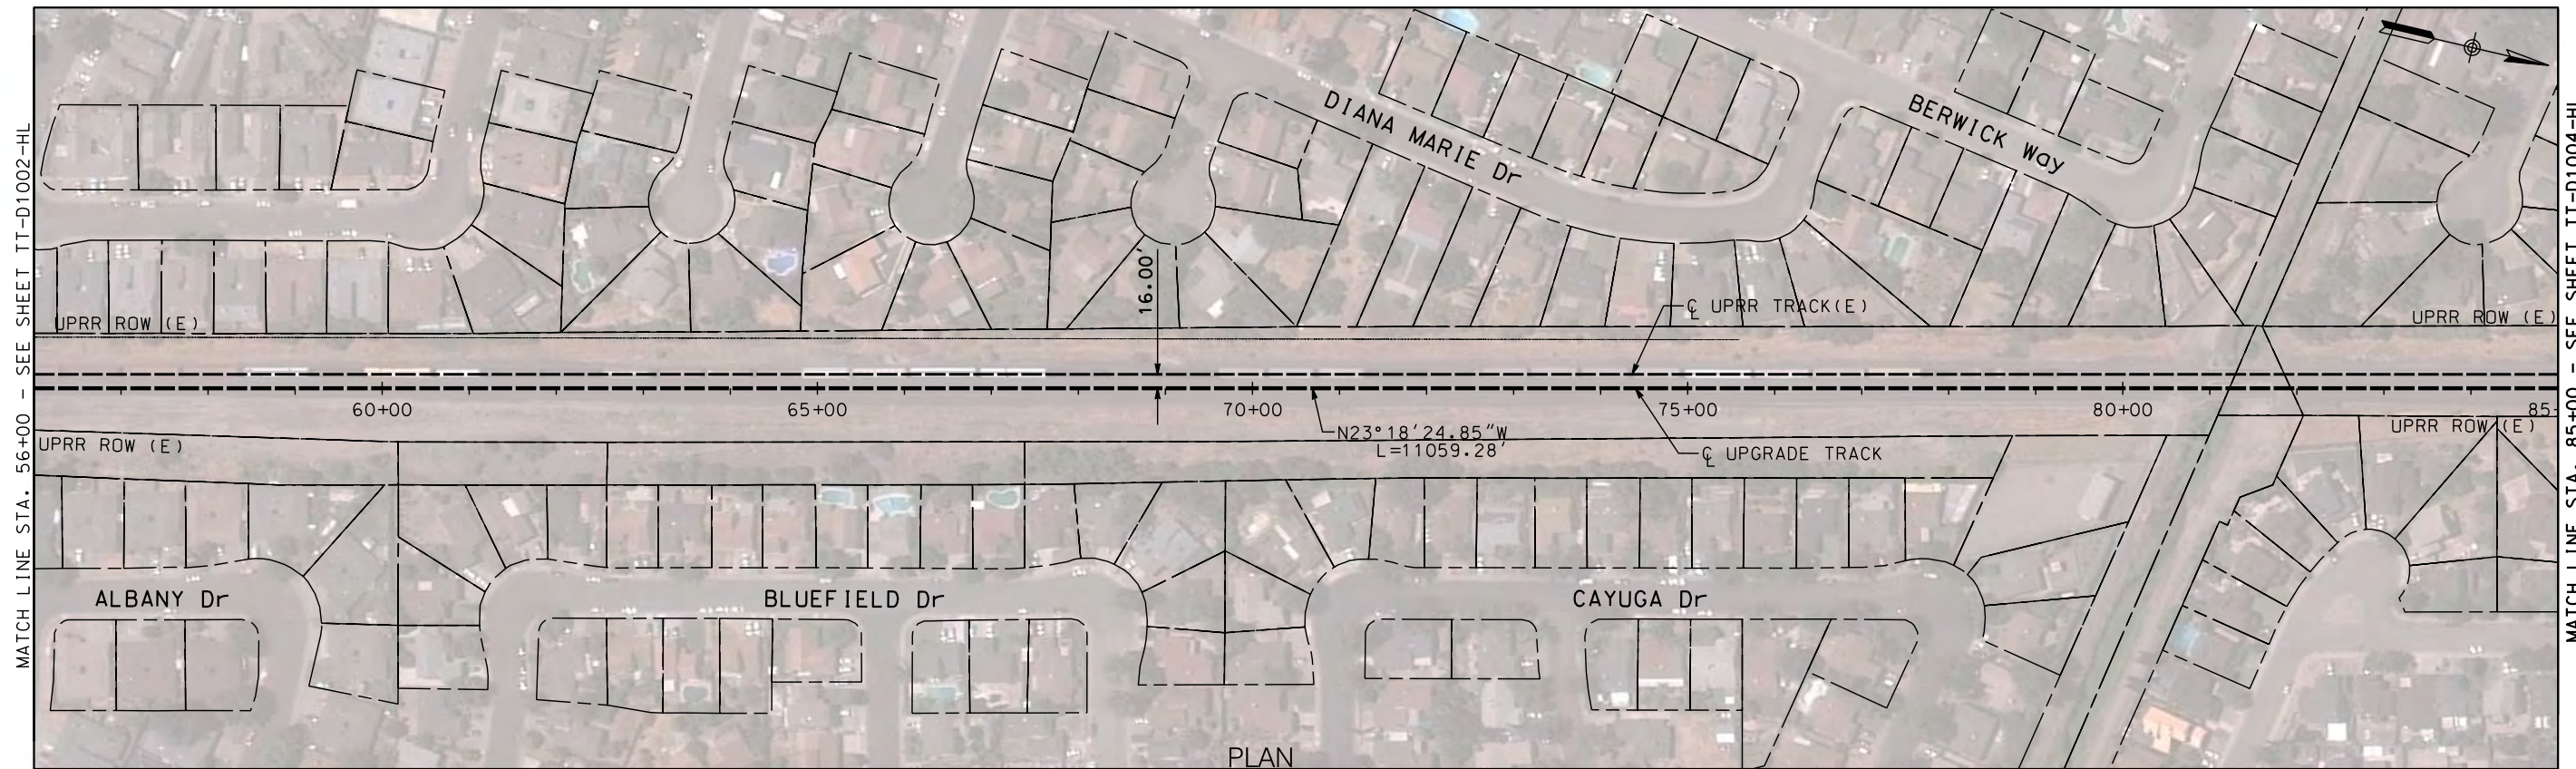 DIANA MARIE Dr
BERWICK Way
16.00'
℄ UPRR TRACK(E)
UPRR ROW (E)
UPRR ROW (E)
60+00
65+00
70+00
75+00
80+00
85+
N23°18'24.85"W
L=11059.28'
℄ UPGRADE TRACK
UPRR ROW (E)
UPRR ROW (E)
ALBANY Dr
BLUEFIELD Dr
CAYUGA Dr
PLAN
MATCH LINE STA. 56+00 - SEE SHEET TT-D1002-HL
MATCH LINE STA. 85+00 - SEE SHEET TT-D1004-HL